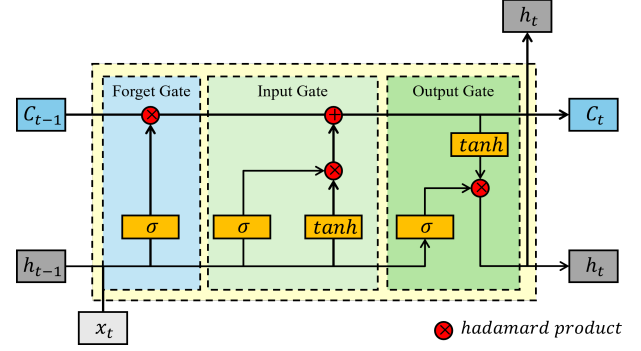 h_t
Forget Gate
Input Gate
Output Gate
C_{t-1}
×
+
C_t
tanh
×
×
σ
σ
tanh
σ
h_{t-1}
h_t
x_t
× hadamard product